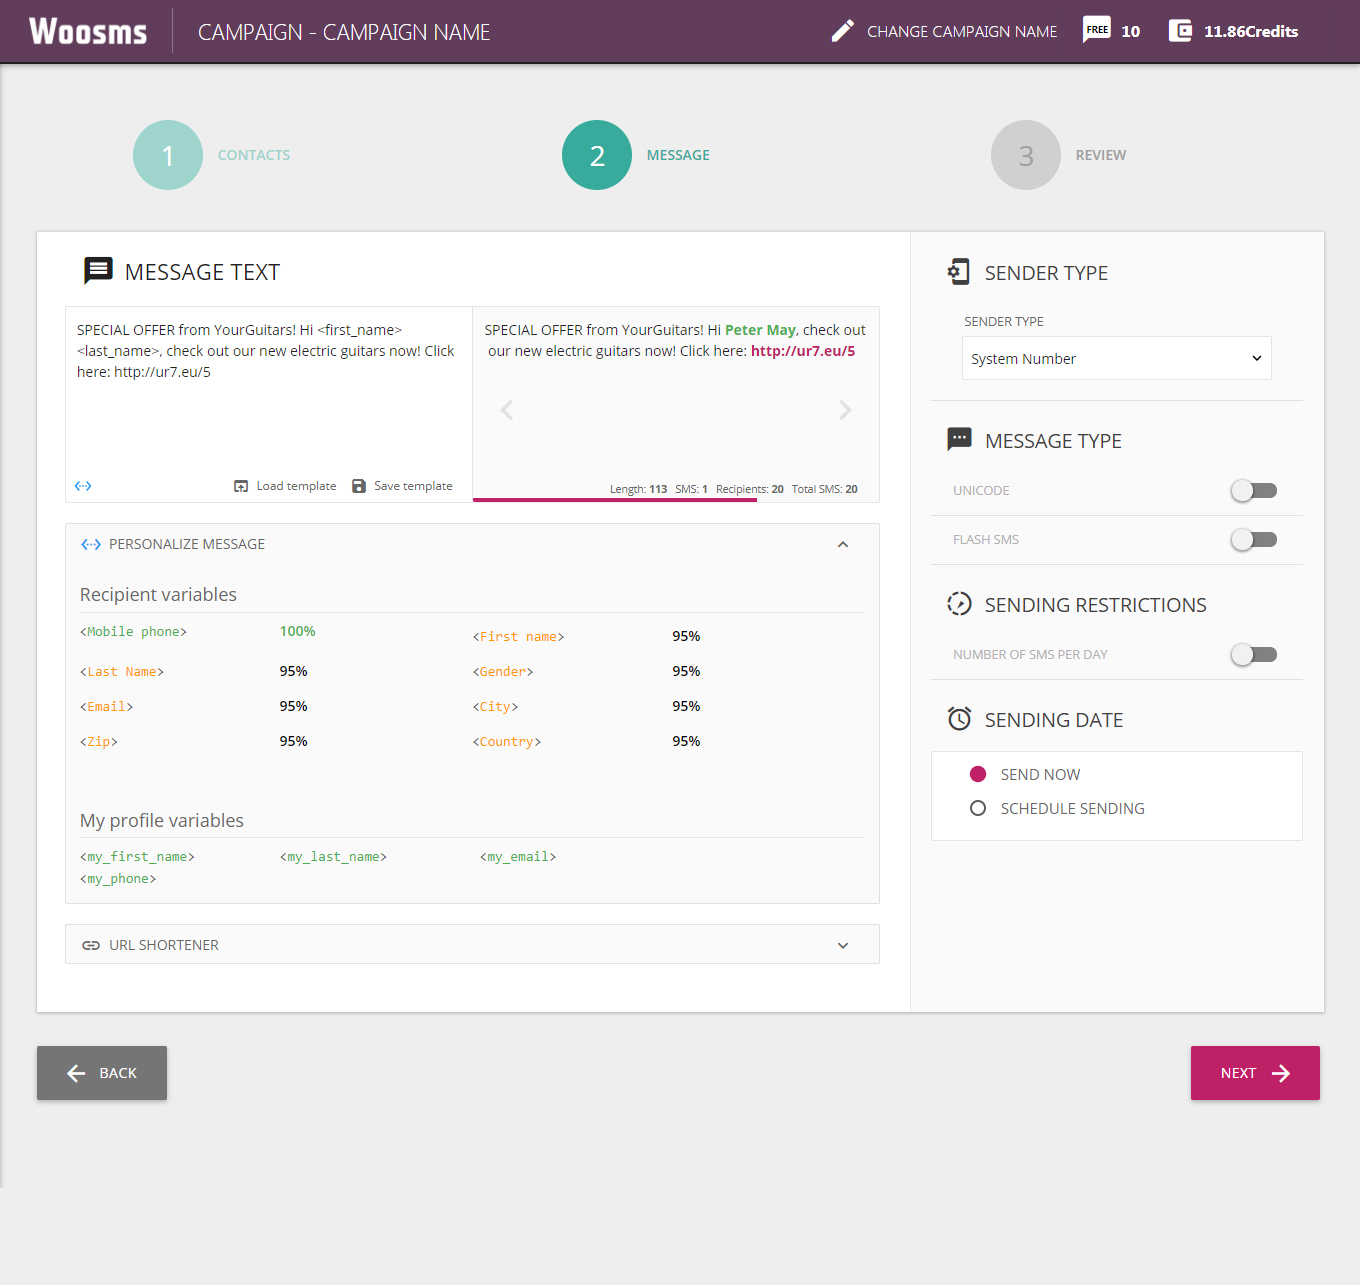 Woosms
CAMPAIGN - CAMPAIGN NAME
CHANGE CAMPAIGN NAME
FREE
10
11.86Credits
1
CONTACTS
2
MESSAGE
3
REVIEW
MESSAGE TEXT
SPECIAL OFFER from YourGuitars! Hi <first_name>
<last_name>, check out our new electric guitars now! Click
here: http://ur7.eu/5
Load template
Save template
SPECIAL OFFER from YourGuitars! Hi Peter May, check out
our new electric guitars now! Click here: http://ur7.eu/5
Length: 113 SMS: 1 Recipients: 20 Total SMS: 20
PERSONALIZE MESSAGE
Recipient variables
<Mobile phone> 100% <First name> 95%
<Last Name> 95% <Gender> 95%
<Email> 95% <City> 95%
<Zip> 95% <Country> 95%
My profile variables
<my_first_name> <my_last_name> <my_email>
<my_phone>
URL SHORTENER
SENDER TYPE
SENDER TYPE
System Number
MESSAGE TYPE
UNICODE
FLASH SMS
SENDING RESTRICTIONS
NUMBER OF SMS PER DAY
SENDING DATE
SEND NOW
SCHEDULE SENDING
BACK
NEXT